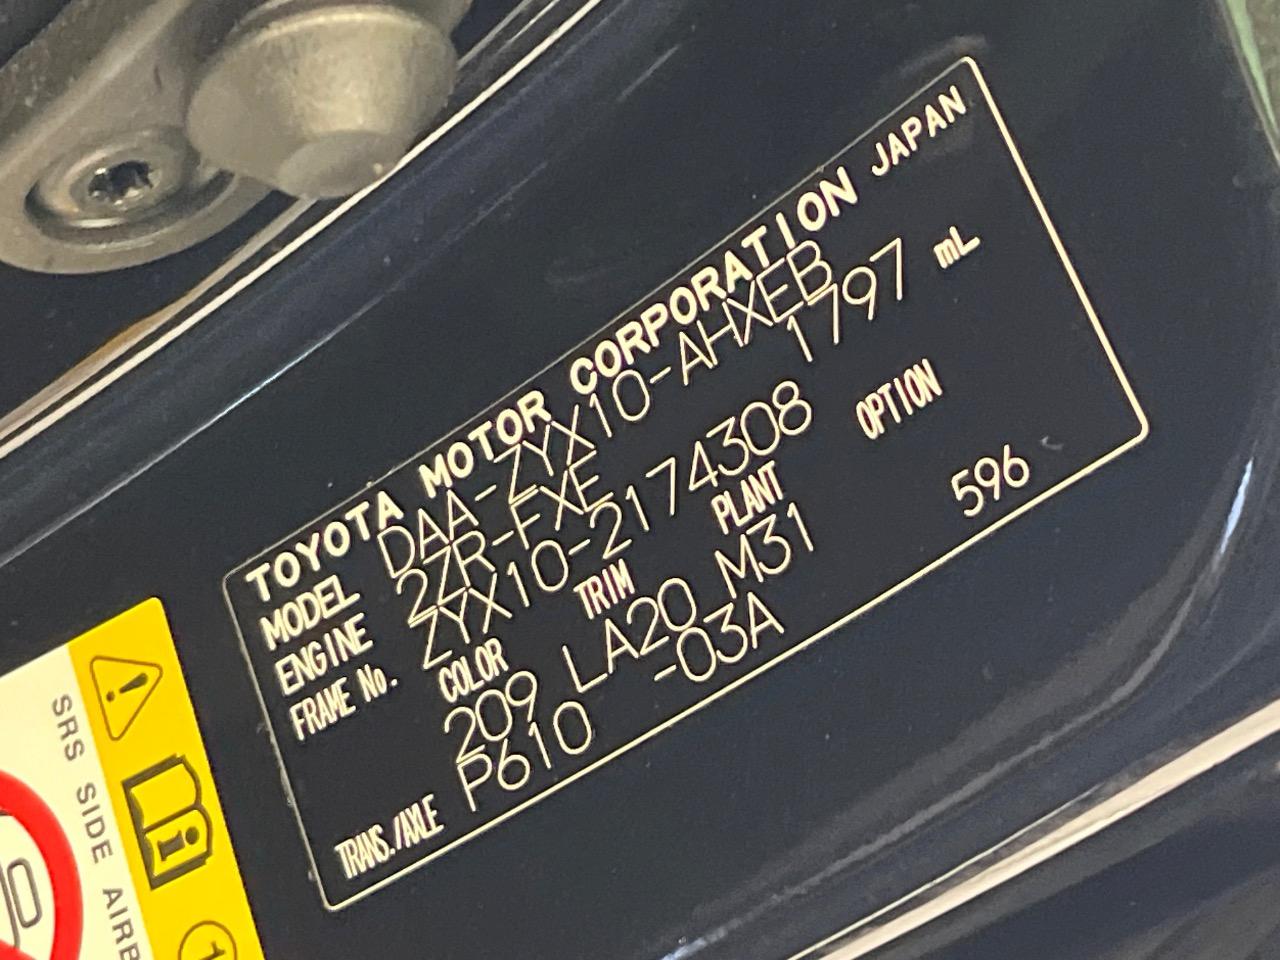 TOYOTA MOTOR CORPORATION JAPAN
MODEL DAA-ZYX10-AHXEB
ENGINE 2ZR-FXE 1797 mL
FRAME No. ZYX10-2174308
COLOR TRIM PLANT OPTION
209 LA20 M31 596
TRANS./AXLE P610 -03A
SRS SIDE
1